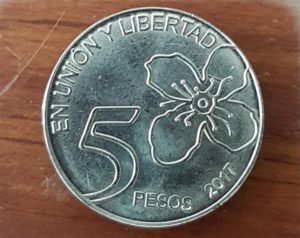 EN UNIÓN Y LIBERTAD
5
PESOS
2017